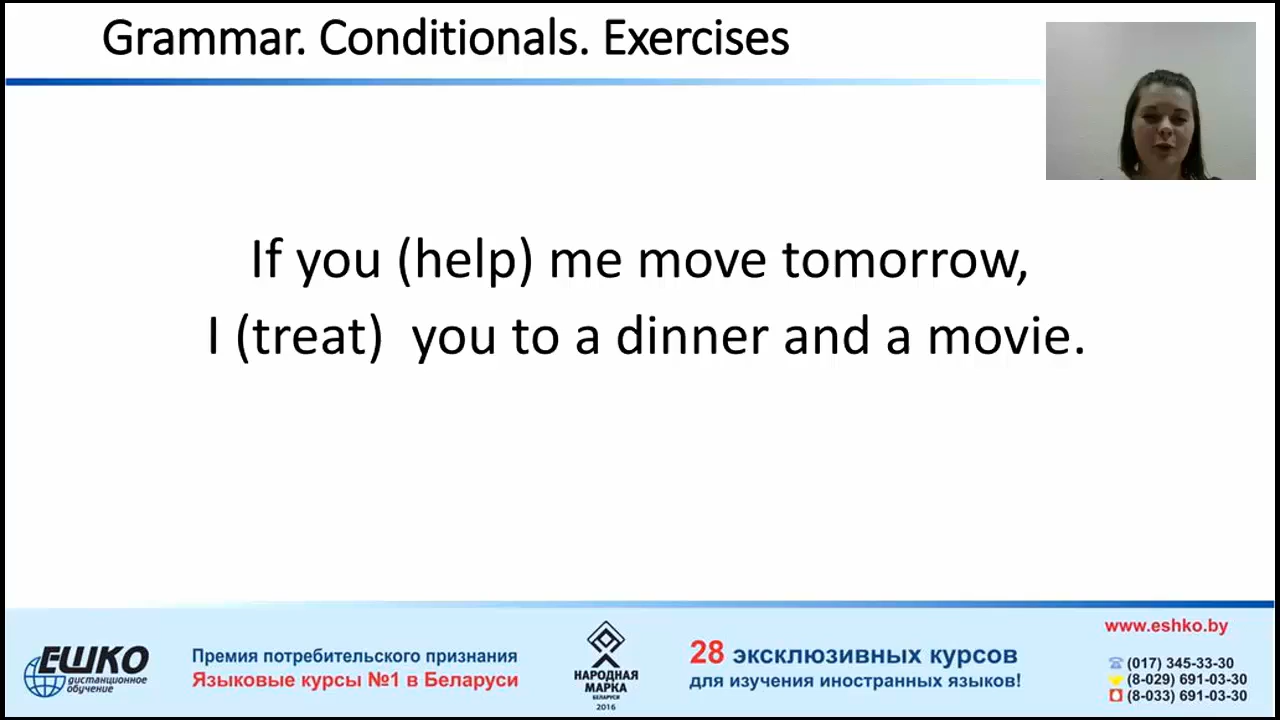 Grammar. Conditionals. Exercises
If you (help) me move tomorrow,
I (treat) you to a dinner and a movie.
ЕШКО
дистанционное
обучение
Премия потребительского признания
Языковые курсы №1 в Беларуси
НАРОДНАЯ
МАРКА
БЕЛАРУСИ
2016
28 эксклюзивных курсов
для изучения иностранных языков!
www.eshko.by
(017) 345-33-30
(8-029) 691-03-30
(8-033) 691-03-30